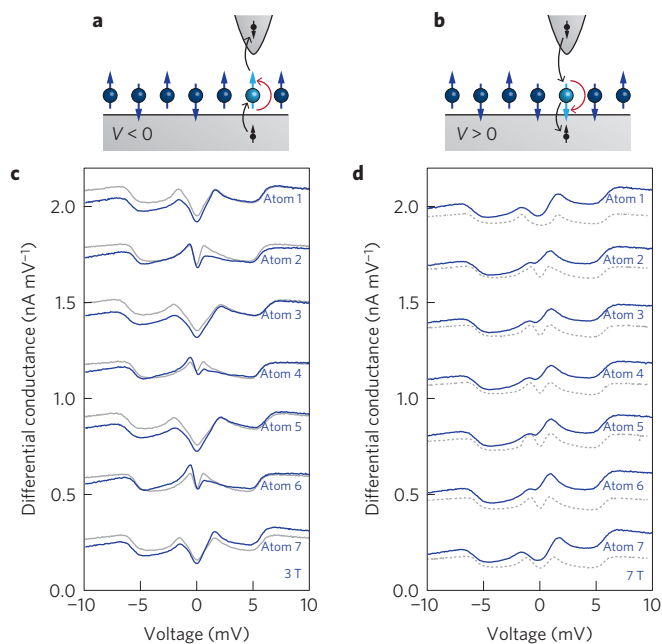 a
b
V < 0
V > 0
c
d
Differential conductance (nA mV⁻¹)
2.0
1.5
1.0
0.5
0.0
Atom 1
Atom 2
Atom 3
Atom 4
Atom 5
Atom 6
Atom 7
3 T
−10
−5
0
5
10
Voltage (mV)
Differential conductance (nA mV⁻¹)
2.0
1.5
1.0
0.5
0.0
Atom 1
Atom 2
Atom 3
Atom 4
Atom 5
Atom 6
Atom 7
7 T
−10
−5
0
5
10
Voltage (mV)